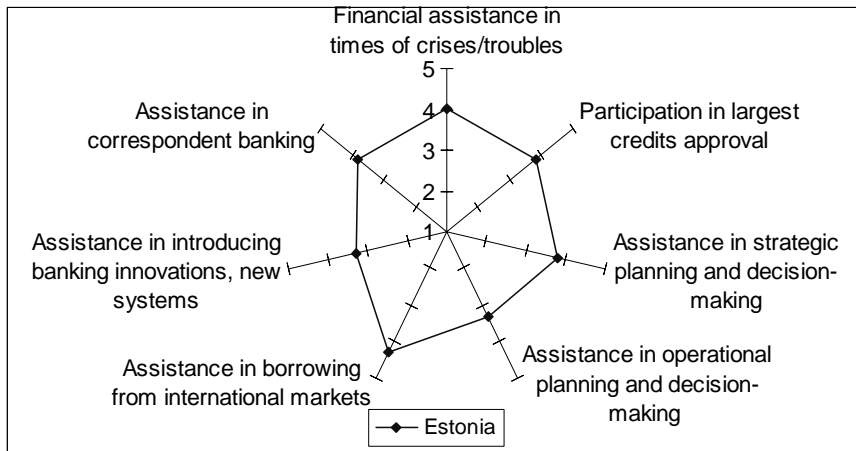 Financial assistance in
times of crises/troubles
5
4
3
2
1
Participation in largest
credits approval
Assistance in strategic
planning and decision-
making
Assistance in operational
planning and decision-
making
Assistance in borrowing
from international markets
Assistance in introducing
banking innovations, new
systems
Assistance in
correspondent banking
Estonia